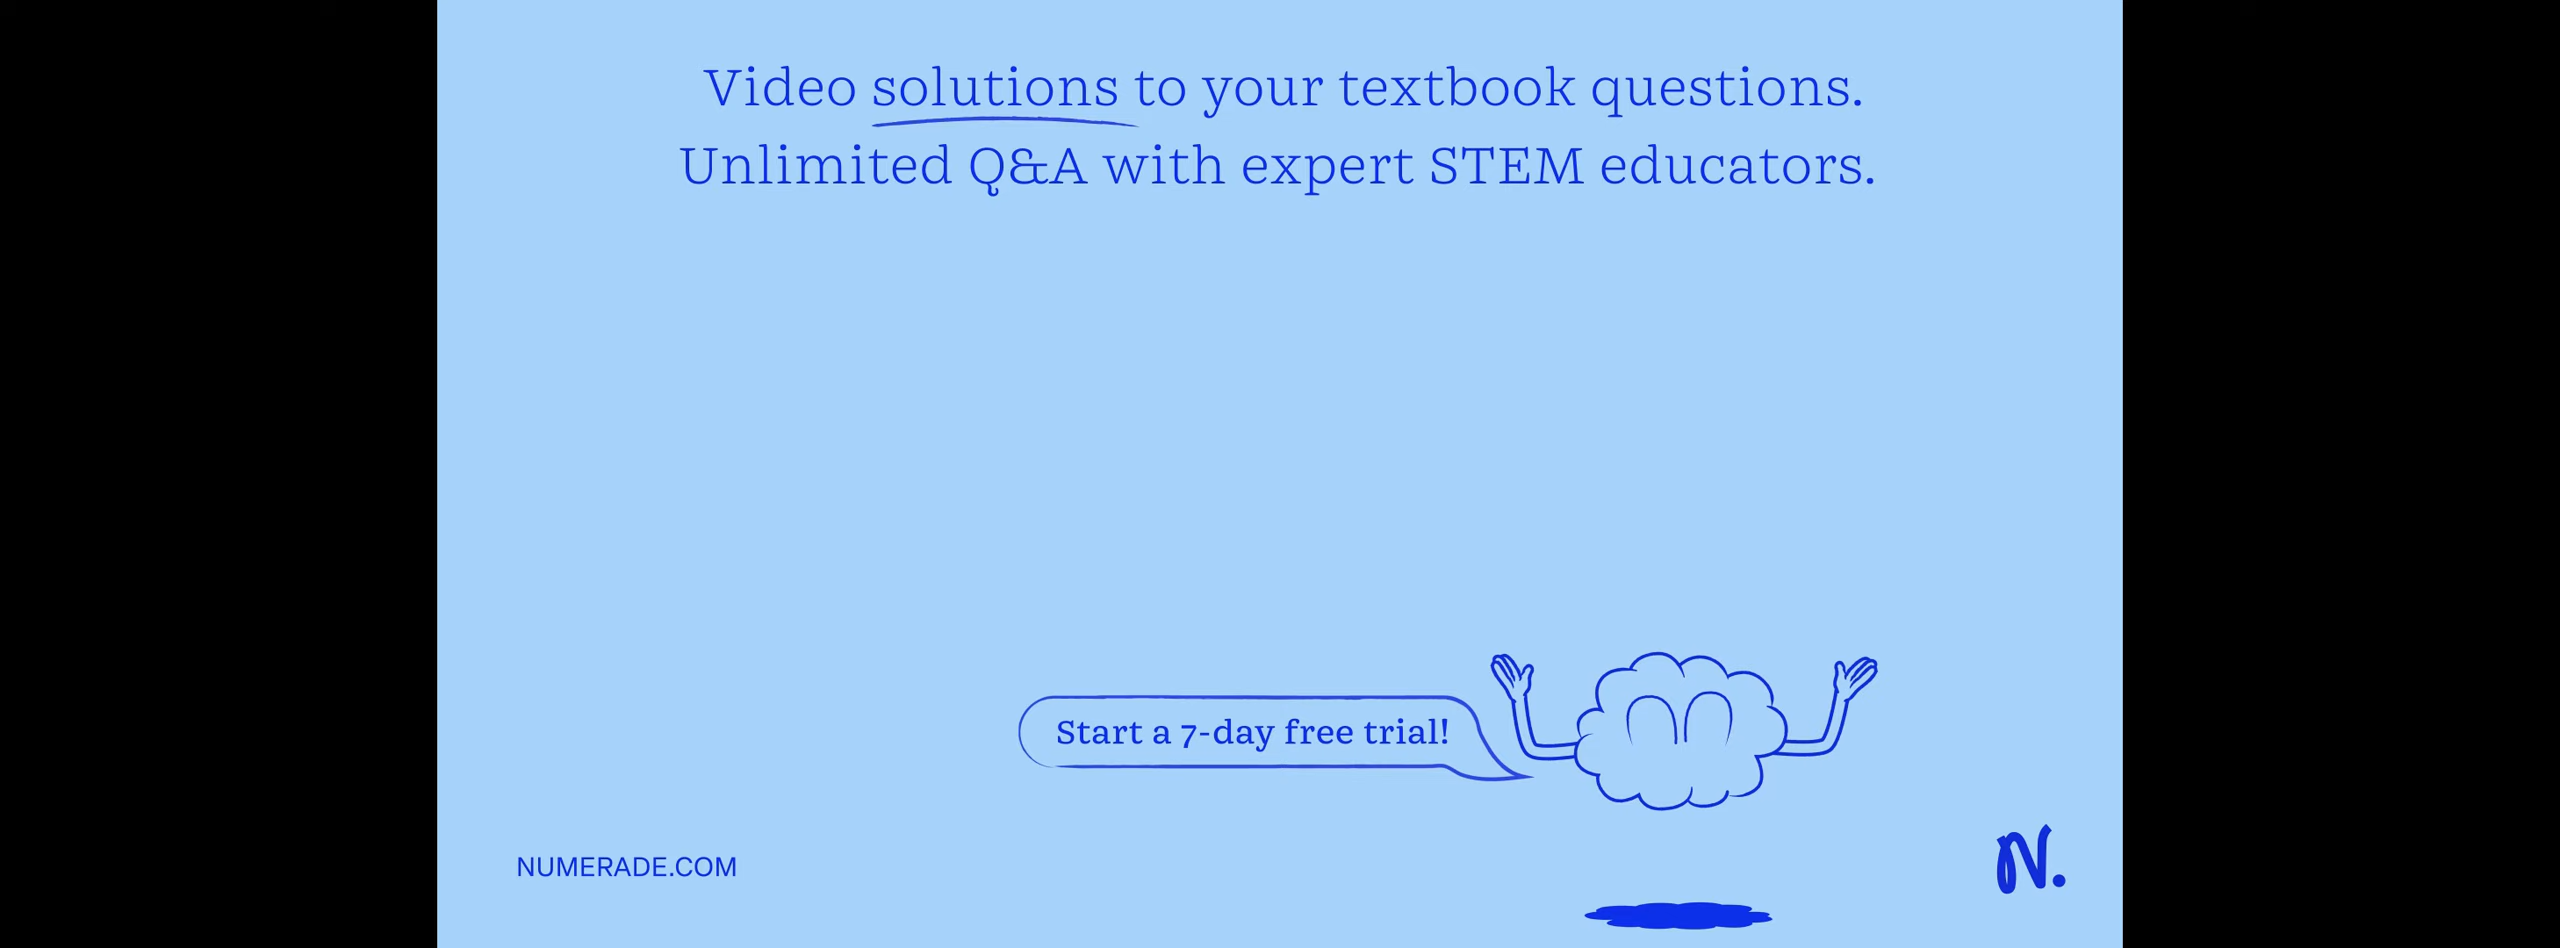 Video solutions to your textbook questions.
Unlimited Q&A with expert STEM educators.
Start a 7-day free trial!
NUMERADE.COM
N.